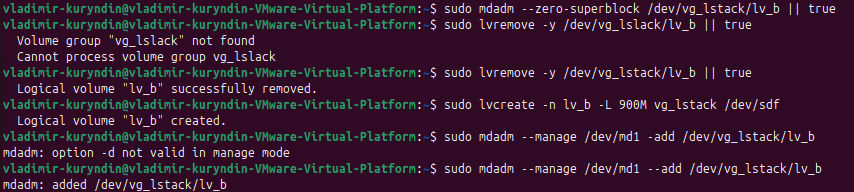 vladimir-kuryndin@vladimir-kuryndin-VMware-Virtual-Platform:~$ sudo mdadm --zero-superblock /dev/vg_lstack/lv_b || true
vladimir-kuryndin@vladimir-kuryndin-VMware-Virtual-Platform:~$ sudo lvremove -y /dev/vg_lslack/lv_b || true
  Volume group "vg_lslack" not found
  Cannot process volume group vg_lslack
vladimir-kuryndin@vladimir-kuryndin-VMware-Virtual-Platform:~$ sudo lvremove -y /dev/vg_lstack/lv_b || true
  Logical volume "lv_b" successfully removed.
vladimir-kuryndin@vladimir-kuryndin-VMware-Virtual-Platform:~$ sudo lvcreate -n lv_b -L 900M vg_lstack /dev/sdf
  Logical volume "lv_b" created.
vladimir-kuryndin@vladimir-kuryndin-VMware-Virtual-Platform:~$ sudo mdadm --manage /dev/md1 -add /dev/vg_lstack/lv_b
mdadm: option -d not valid in manage mode
vladimir-kuryndin@vladimir-kuryndin-VMware-Virtual-Platform:~$ sudo mdadm --manage /dev/md1 --add /dev/vg_lstack/lv_b
mdadm: added /dev/vg_lstack/lv_b